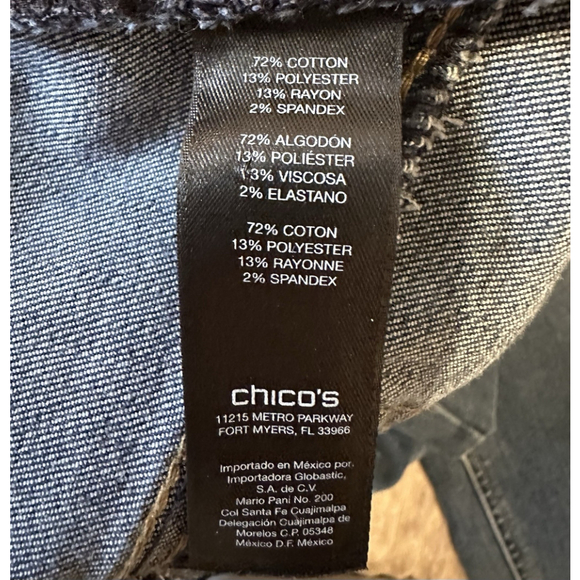 72% COTTON
13% POLYESTER
13% RAYON
2% SPANDEX
72% ALGODÓN
13% POLIÉSTER
13% VISCOSA
2% ELASTANO
72% COTON
13% POLYESTER
13% RAYONNE
2% SPANDEX
chico's
11215 METRO PARKWAY
FORT MYERS, FL 33966
Importado en México por:
Importadora Globastic,
S.A. de C.V.
Mario Pani No. 200
Col Santa Fe Cuajimalpa
Delegación Cuajimalpa de
Morelos C.P. 05348
México D.F. México